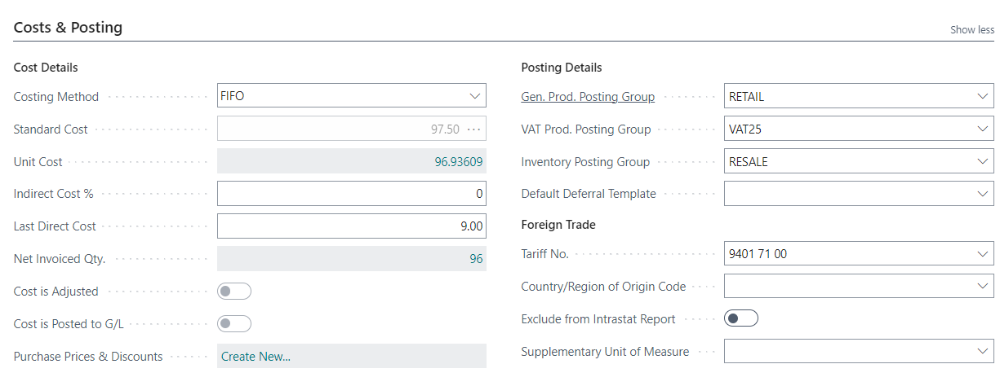 Costs & Posting
Show less
Cost Details
Costing Method FIFO
Standard Cost 97.50 ...
Unit Cost 96.93609
Indirect Cost % 0
Last Direct Cost 9.00
Net Invoiced Qty. 96
Cost is Adjusted
Cost is Posted to G/L
Purchase Prices & Discounts Create New...
Posting Details
Gen. Prod. Posting Group RETAIL
VAT Prod. Posting Group VAT25
Inventory Posting Group RESALE
Default Deferral Template
Foreign Trade
Tariff No. 9401 71 00
Country/Region of Origin Code
Exclude from Intrastat Report
Supplementary Unit of Measure